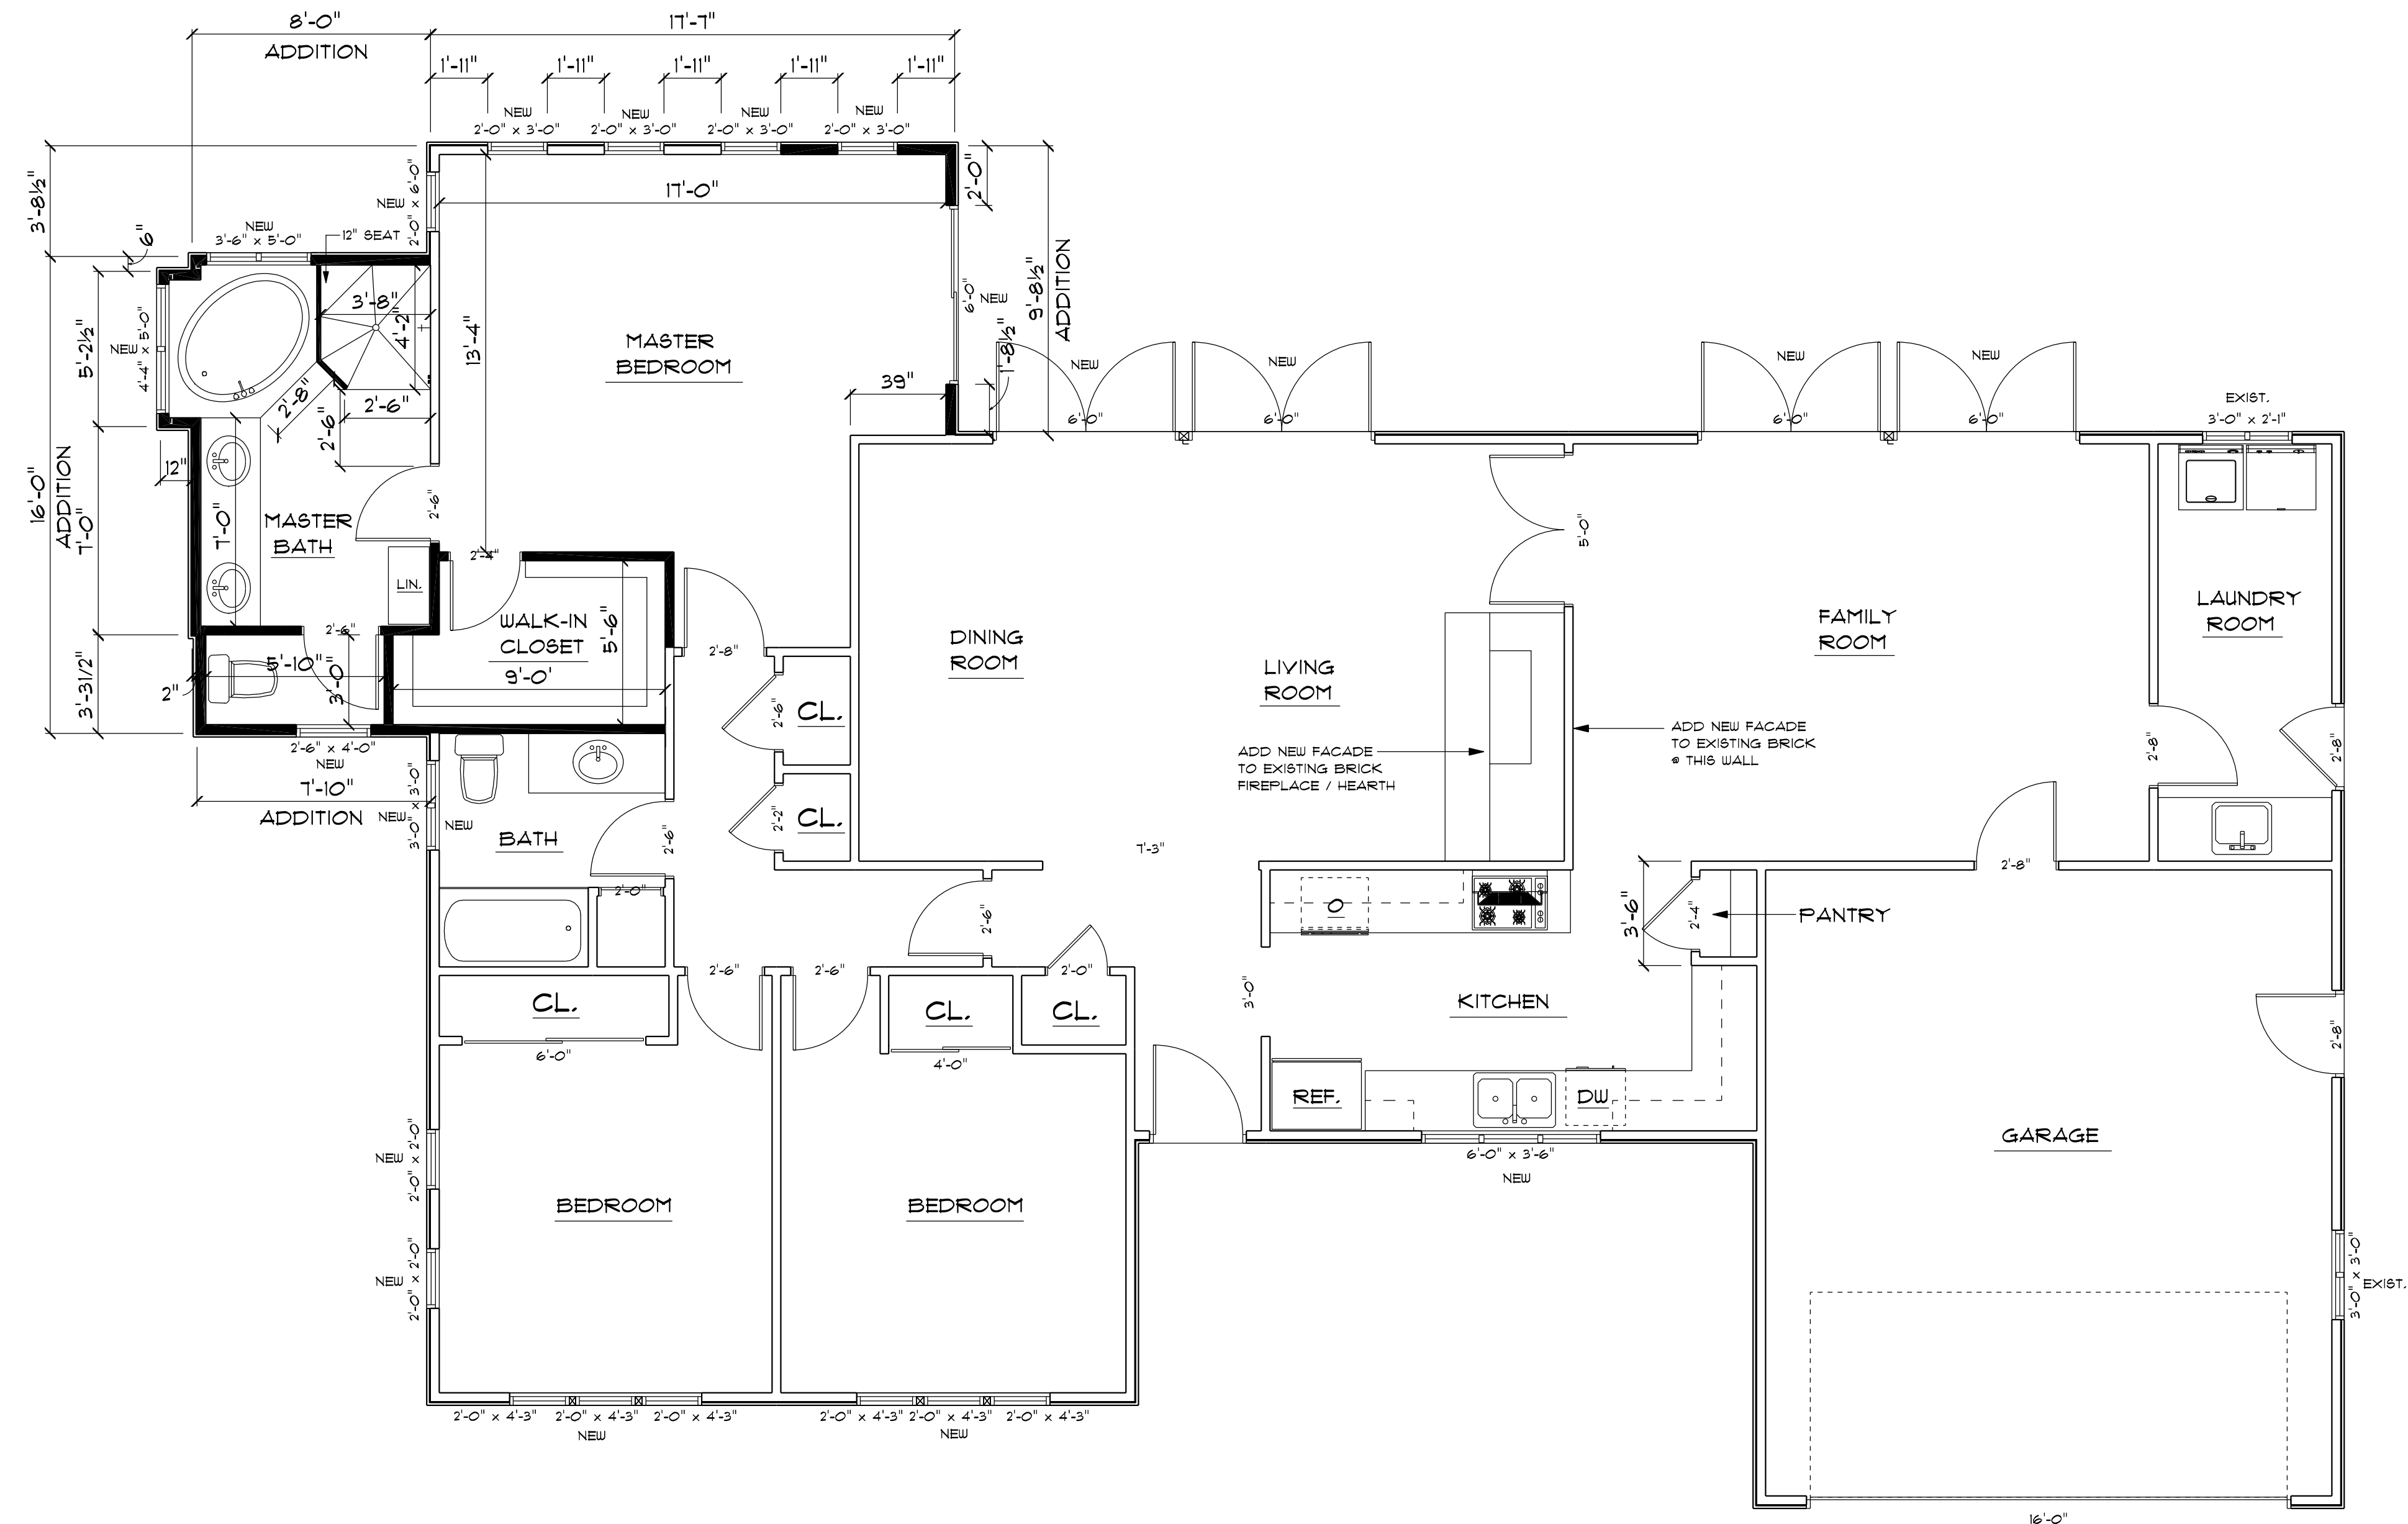 8'-0"
17'-7"
ADDITION
1'-11"
1'-11"
1'-11"
1'-11"
1'-11"
NEW
NEW
NEW
NEW
2'-0" x 3'-0"
2'-0" x 3'-0"
2'-0" x 3'-0"
2'-0" x 3'-0"
3'-8½"
6"
NEW
3'-6" x 5'-0"
12" SEAT
NEW
2'-0" x 6'-0"
17'-0"
2'-0"
9'-8½"
ADDITION
6'-0"
NEW
1'-8½"
5'-2½"
NEW
4'-4" x 5'-0"
3'-8"
4'-2"
13'-4"
MASTER
BEDROOM
39"
2'-8"
2'-6"
2'-6"
NEW
6'-0"
NEW
6'-0"
NEW
6'-0"
NEW
6'-0"
EXIST.
3'-0" x 2'-1"
16'-0"
ADDITION
7'-0"
12"
7'-0"
MASTER
BATH
2'-6"
LIN.
2'-4"
5'-0"
WALK-IN
CLOSET
5'-6"
9'-0'
2'-6"
5'-10"
3'-0"
2"
3'-31/2"
2'-8"
DINING
ROOM
LIVING
ROOM
FAMILY
ROOM
LAUNDRY
ROOM
2'-6"
CL.
ADD NEW FACADE
TO EXISTING BRICK
@ THIS WALL
ADD NEW FACADE
TO EXISTING BRICK
FIREPLACE / HEARTH
2'-8"
2'-8"
2'-6" x 4'-0"
NEW
7'-10"
ADDITION
NEW
3'-0" x 3'-0"
NEW
BATH
2'-6"
2'-2"
CL.
7'-3"
2'-8"
2'-0"
2'-6"
O
3'-6"
2'-4"
PANTRY
2'-6"
2'-6"
2'-0"
3'-0"
CL.
CL.
CL.
KITCHEN
2'-8"
6'-0"
4'-0"
REF.
DW
GARAGE
NEW
2'-0" x 2'-0"
6'-0" x 3'-6"
NEW
BEDROOM
BEDROOM
NEW
2'-0" x 2'-0"
3'-0" x 3'-0"
EXIST.
2'-0" x 4'-3"
2'-0" x 4'-3"
2'-0" x 4'-3"
2'-0" x 4'-3"
2'-0" x 4'-3"
2'-0" x 4'-3"
NEW
NEW
16'-0"